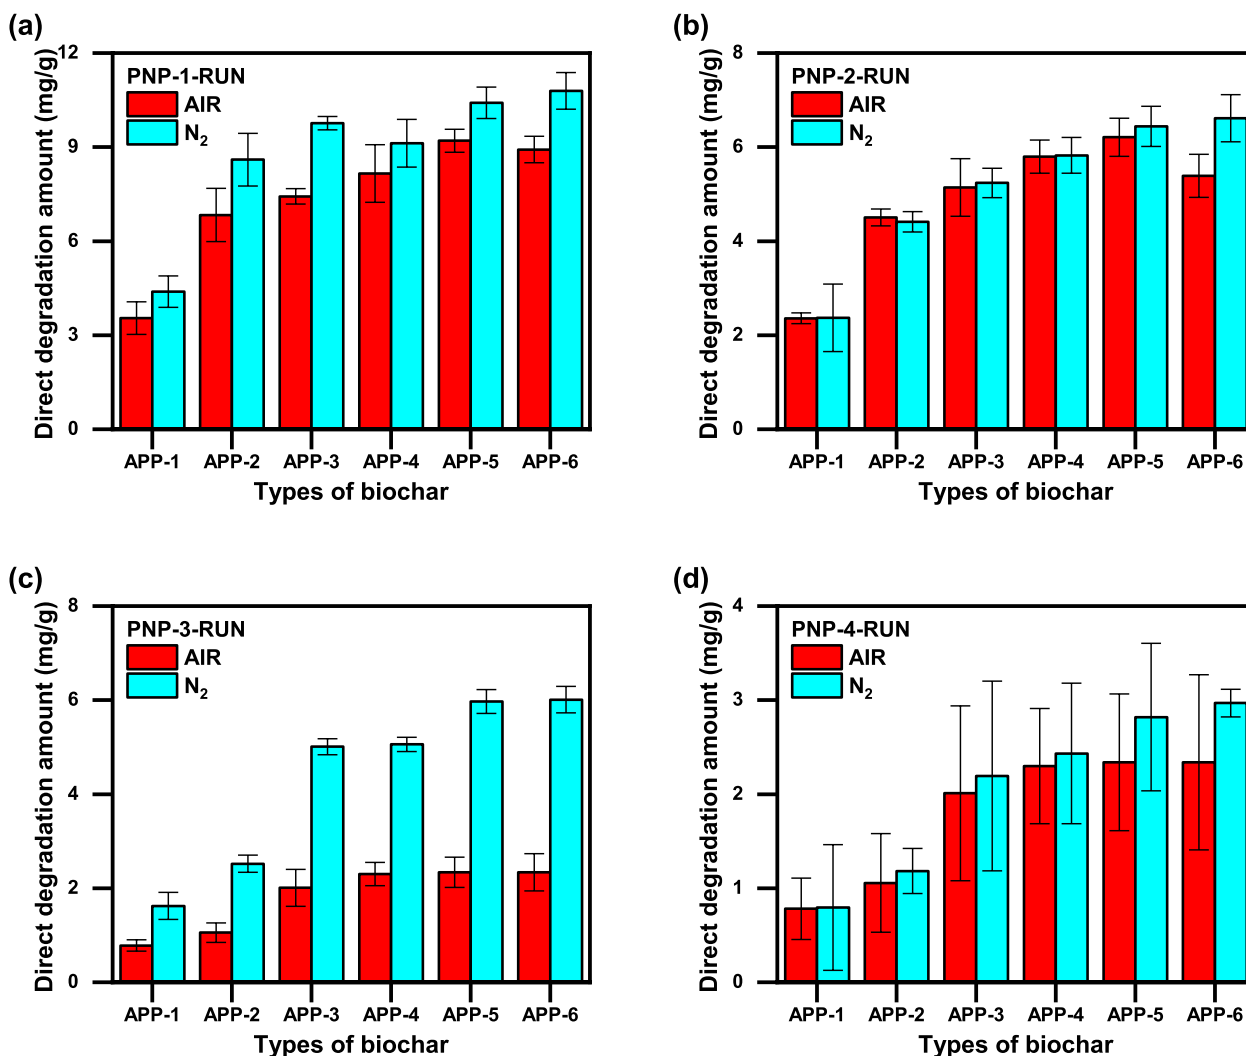 (a)
Direct degradation amount (mg/g)
12
9
6
3
0
PNP-1-RUN
AIR
N₂
APP-1 APP-2 APP-3 APP-4 APP-5 APP-6
Types of biochar
(b)
Direct degradation amount (mg/g)
8
6
4
2
0
PNP-2-RUN
AIR
N₂
APP-1 APP-2 APP-3 APP-4 APP-5 APP-6
Types of biochar
(c)
Direct degradation amount (mg/g)
8
6
4
2
0
PNP-3-RUN
AIR
N₂
APP-1 APP-2 APP-3 APP-4 APP-5 APP-6
Types of biochar
(d)
Direct degradation amount (mg/g)
4
3
2
1
0
PNP-4-RUN
AIR
N₂
APP-1 APP-2 APP-3 APP-4 APP-5 APP-6
Types of biochar